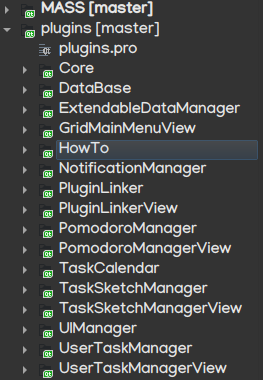 MASS [master]
plugins [master]
plugins.pro
Core
DataBase
ExtendableDataManager
GridMainMenuView
HowTo
NotificationManager
PluginLinker
PluginLinkerView
PomodoroManager
PomodoroManagerView
TaskCalendar
TaskSketchManager
TaskSketchManagerView
UIManager
UserTaskManager
UserTaskManagerView